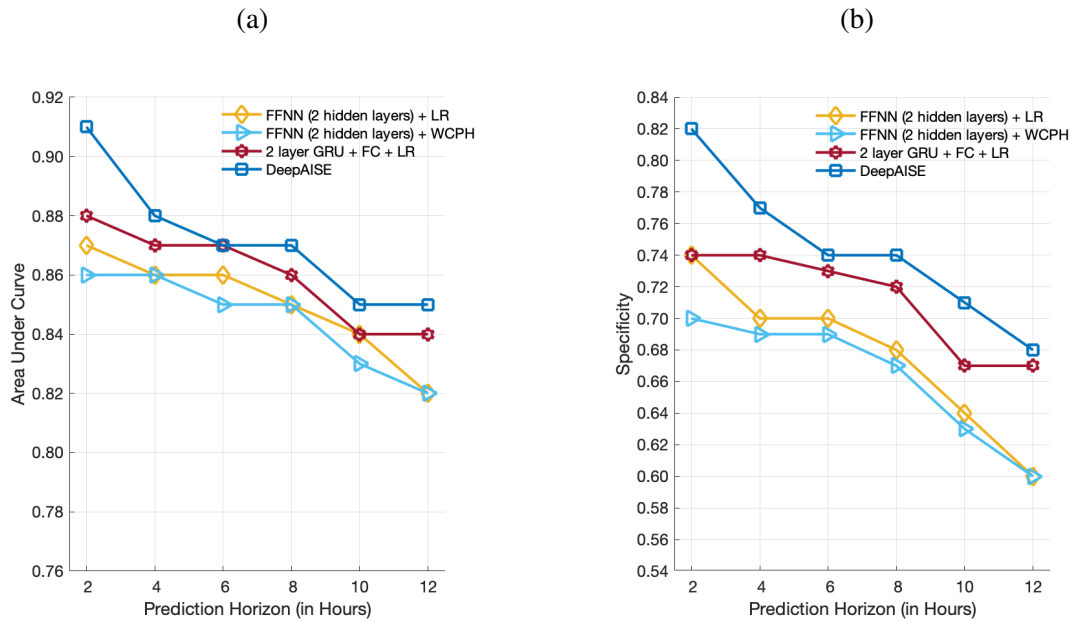 (a)
(b)
0.92
0.90
0.88
0.86
0.84
0.82
0.80
0.78
0.76
Area Under Curve
FFNN (2 hidden layers) + LR
FFNN (2 hidden layers) + WCPH
2 layer GRU + FC + LR
DeepAISE
2 4 6 8 10 12
Prediction Horizon (in Hours)
0.84
0.82
0.80
0.78
0.76
0.74
0.72
0.70
0.68
0.66
0.64
0.62
0.60
0.58
0.56
0.54
Specificity
FFNN (2 hidden layers) + LR
FFNN (2 hidden layers) + WCPH
2 layer GRU + FC + LR
DeepAISE
2 4 6 8 10 12
Prediction Horizon (in Hours)